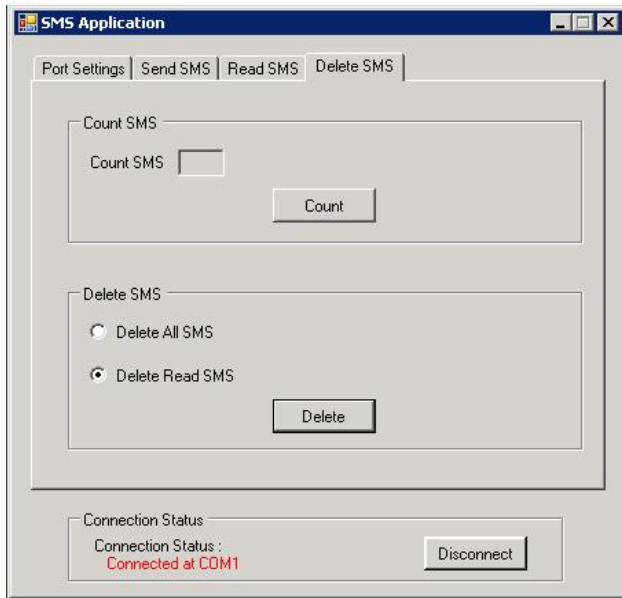 SMS Application
Port Settings Send SMS Read SMS Delete SMS
Count SMS
Count SMS
Count
Delete SMS
Delete All SMS
Delete Read SMS
Delete
Connection Status
Connection Status :
Connected at COM1
Disconnect